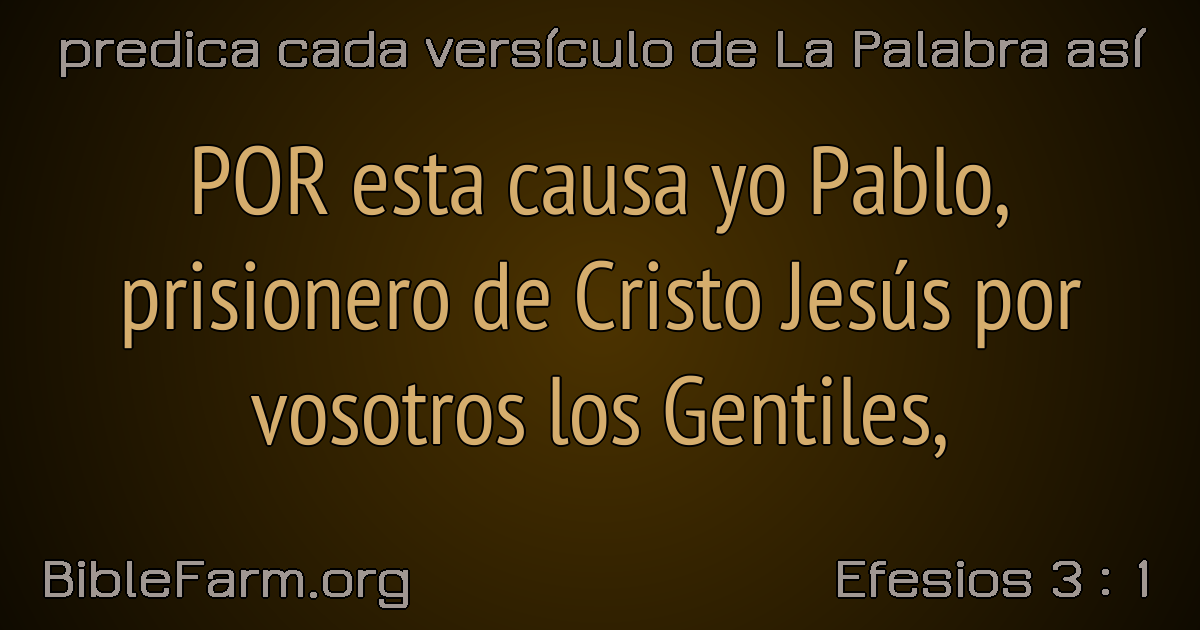 predica cada versículo de La Palabra así
POR esta causa yo Pablo,
prisionero de Cristo Jesús por
vosotros los Gentiles,
BibleFarm.org
Efesios 3 : 1